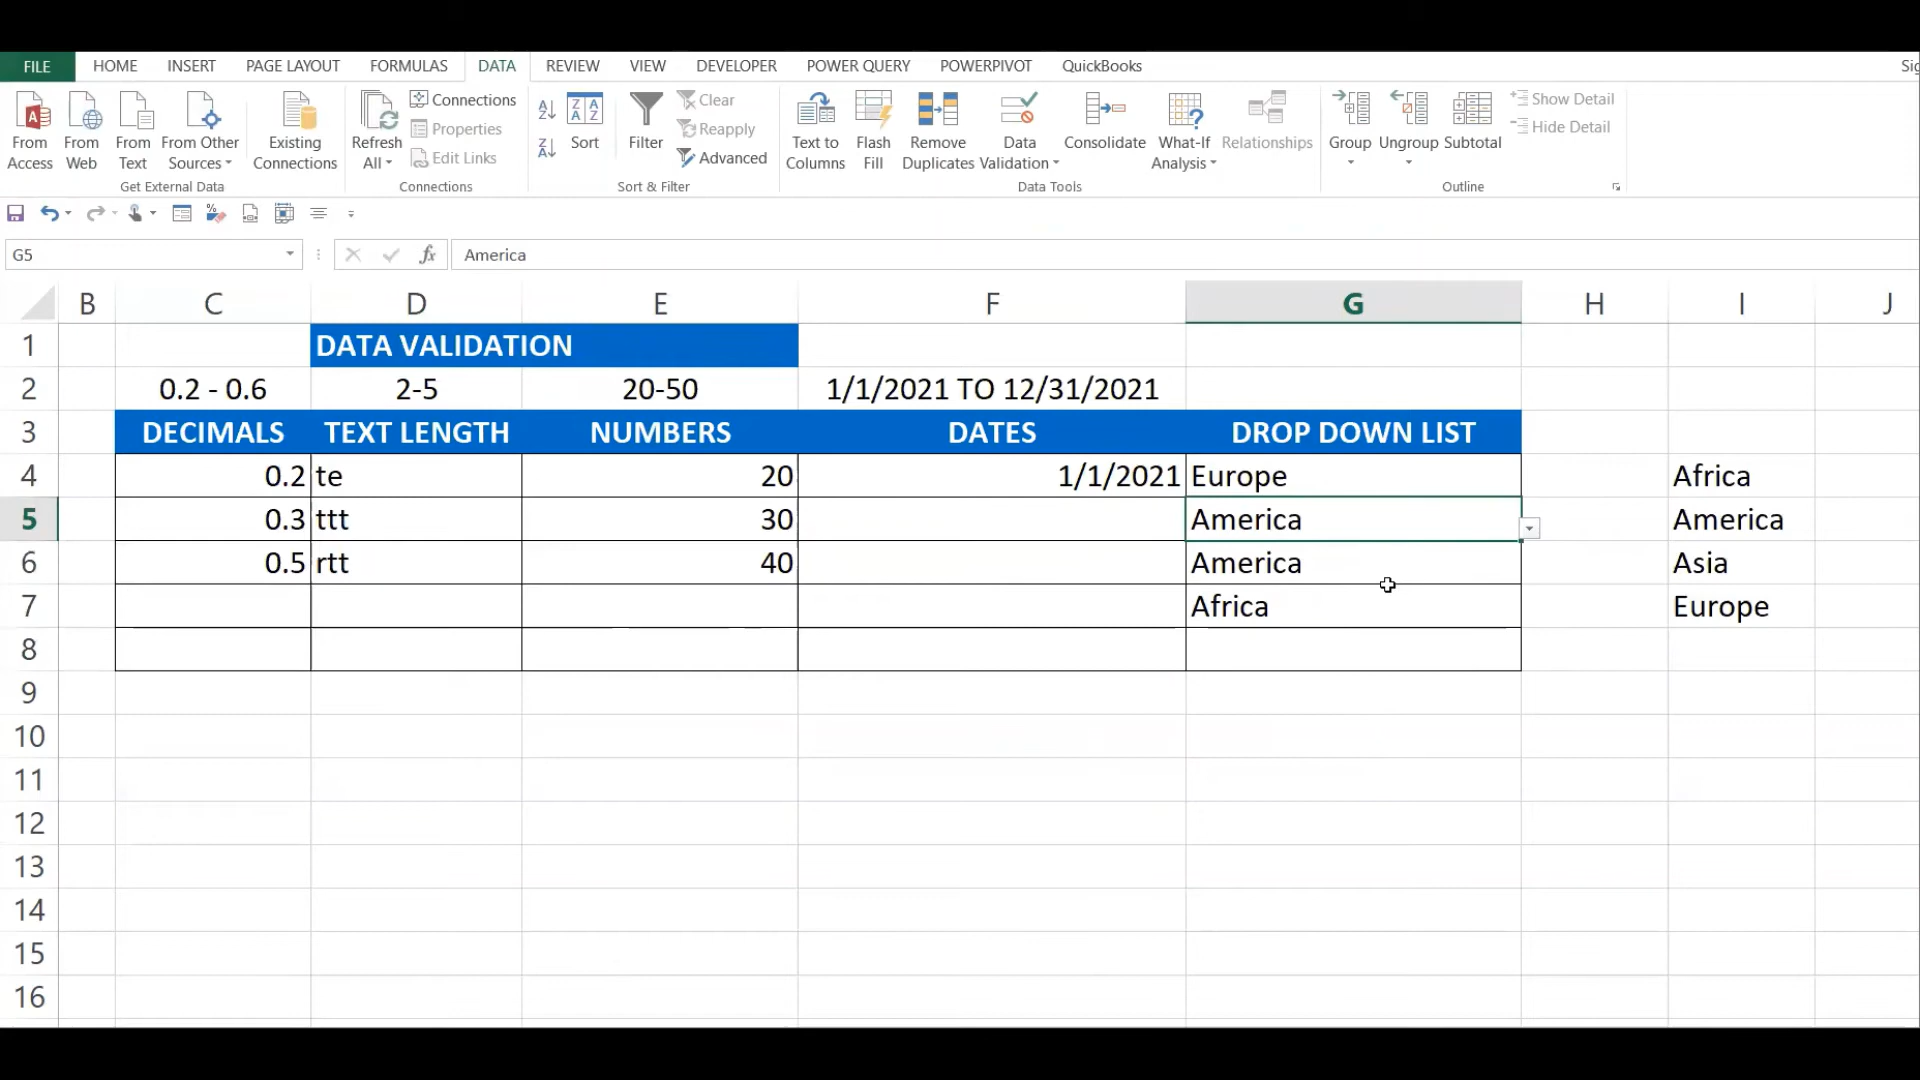 FILE HOME INSERT PAGE LAYOUT FORMULAS DATA REVIEW VIEW DEVELOPER POWER QUERY POWERPIVOT QuickBooks
From Access
From Web
From Text
From Other Sources
Existing Connections
Get External Data
Refresh All
Connections
Properties
Edit Links
Connections
Sort
Filter
Clear
Reapply
Advanced
Sort & Filter
Text to Columns
Flash Fill
Remove Duplicates
Data Validation
Consolidate
What-If Analysis
Relationships
Data Tools
Group
Ungroup
Subtotal
Show Detail
Hide Detail
Outline
G5 fx America
B C D E F G H I J
1 DATA VALIDATION
2 0.2 - 0.6 2-5 20-50 1/1/2021 TO 12/31/2021
3 DECIMALS TEXT LENGTH NUMBERS DATES DROP DOWN LIST
4 0.2 te 20 1/1/2021 Europe Africa
5 0.3 ttt 30 America America
6 0.5 rtt 40 America Asia
7 Africa Europe
8
9
10
11
12
13
14
15
16